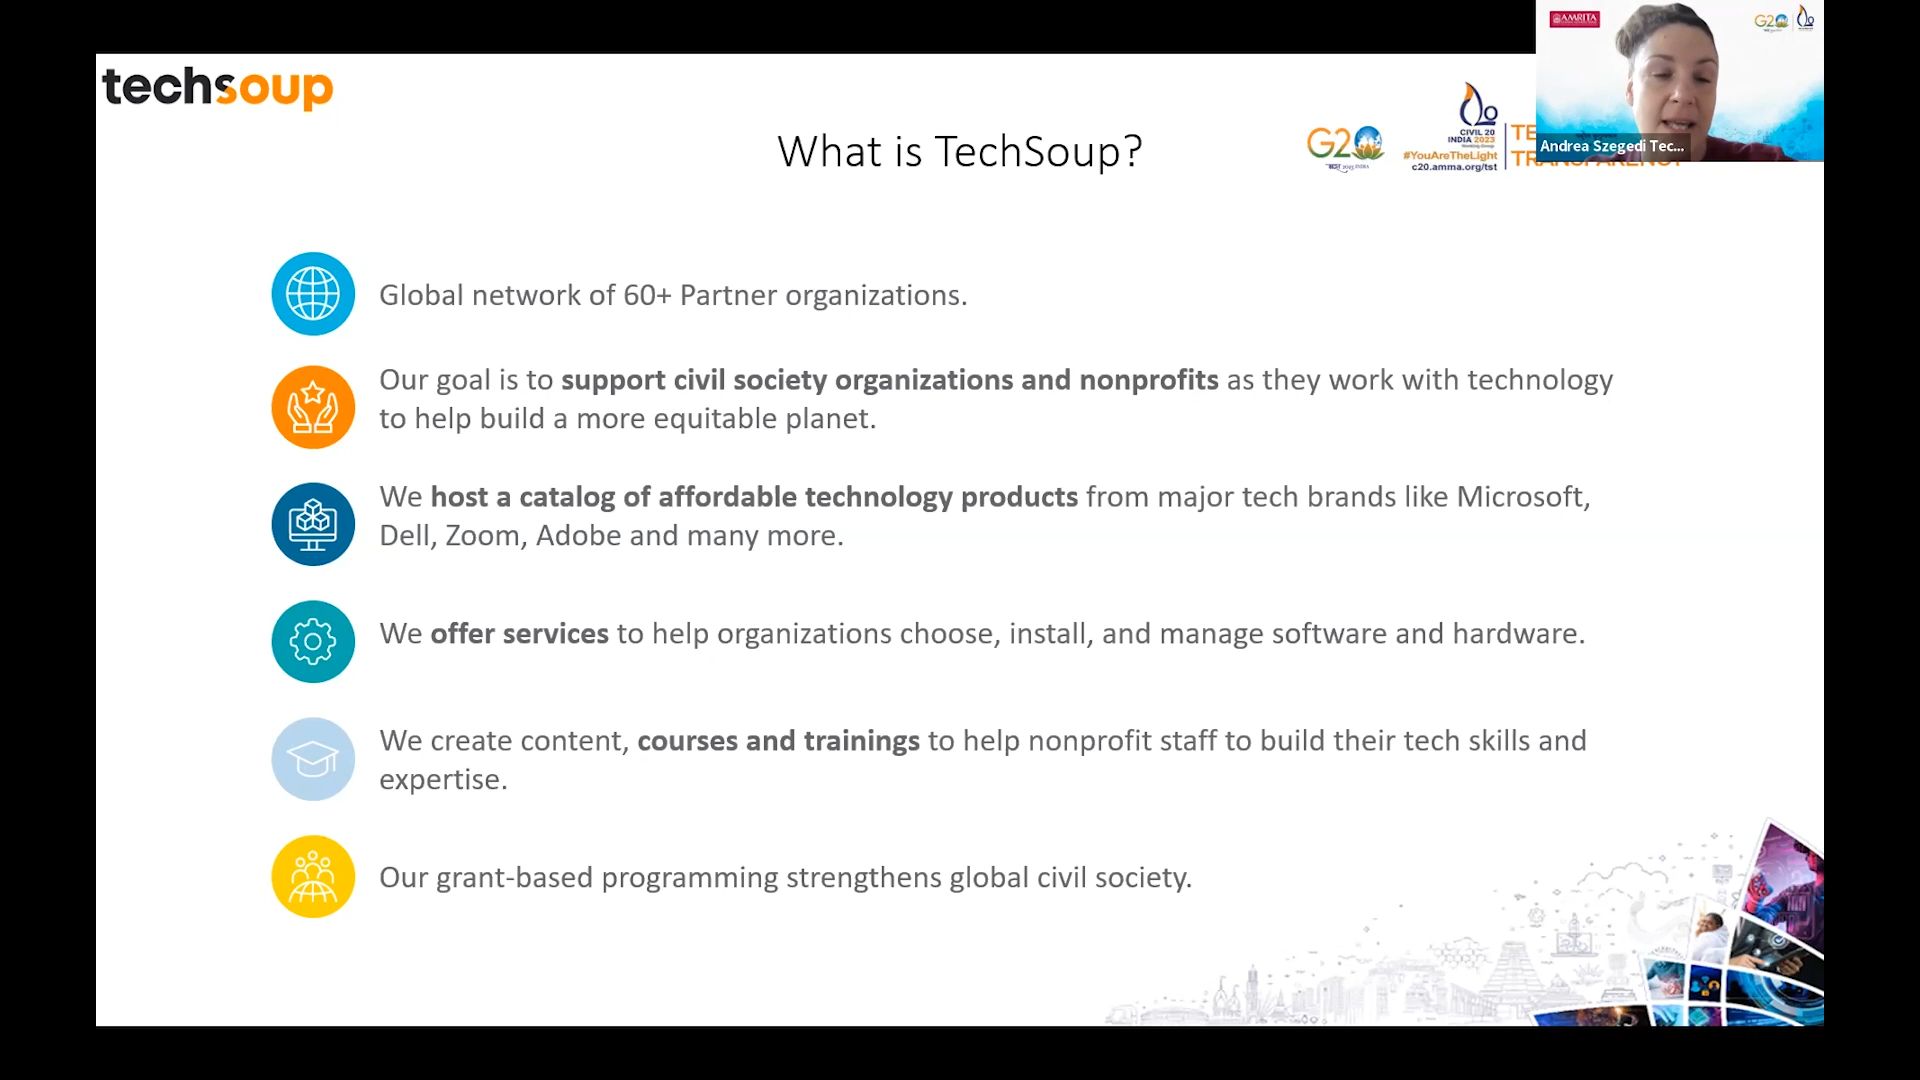 techsoup
AMRITA
G20
What is TechSoup?
G20
CIVIL 20
INDIA 2023
#YouAreTheLight
c20.amma.org/tst
Andrea Szegedi Tec...
Global network of 60+ Partner organizations.
Our goal is to support civil society organizations and nonprofits as they work with technology
to help build a more equitable planet.
We host a catalog of affordable technology products from major tech brands like Microsoft,
Dell, Zoom, Adobe and many more.
We offer services to help organizations choose, install, and manage software and hardware.
We create content, courses and trainings to help nonprofit staff to build their tech skills and
expertise.
Our grant-based programming strengthens global civil society.